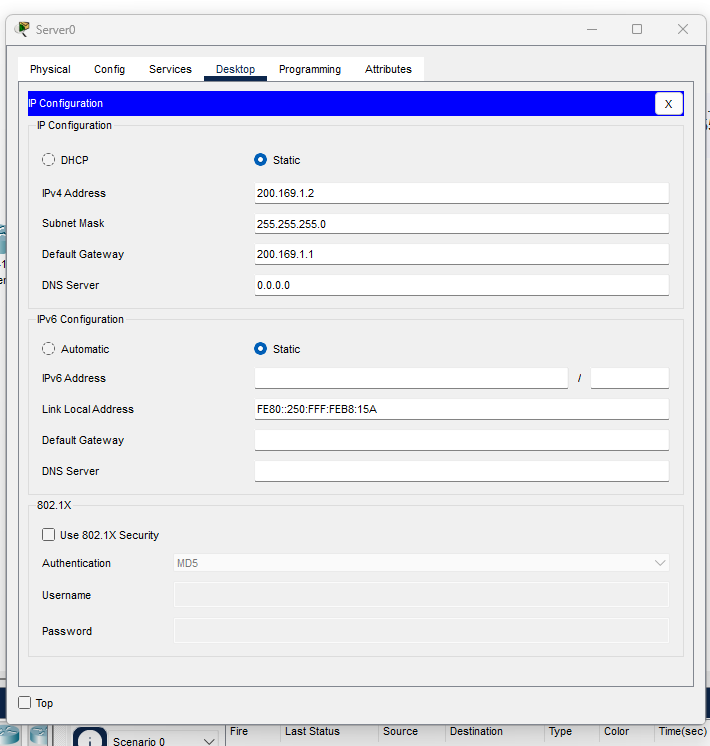 Server0
Physical Config Services Desktop Programming Attributes
IP Configuration X
IP Configuration
DHCP Static
IPv4 Address 200.169.1.2
Subnet Mask 255.255.255.0
Default Gateway 200.169.1.1
DNS Server 0.0.0.0
IPv6 Configuration
Automatic Static
IPv6 Address /
Link Local Address FE80::250:FFF:FEB8:15A
Default Gateway
DNS Server
802.1X
Use 802.1X Security
Authentication MD5
Username
Password
Top
Scenario 0 Fire Last Status Source Destination Type Color Time(sec)